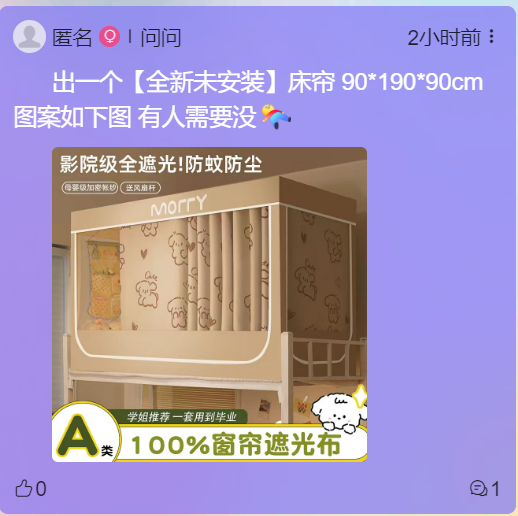 匿名 | 问问
2小时前
出一个【全新未安装】床帘 90*190*90cm
图案如下图 有人需要没
影院级全遮光!防蚊防尘
母婴级加密帐纱 送风扇杆
MOrrY
Cute
学姐推荐 一套用到毕业
A类
100%窗帘遮光布
0
1